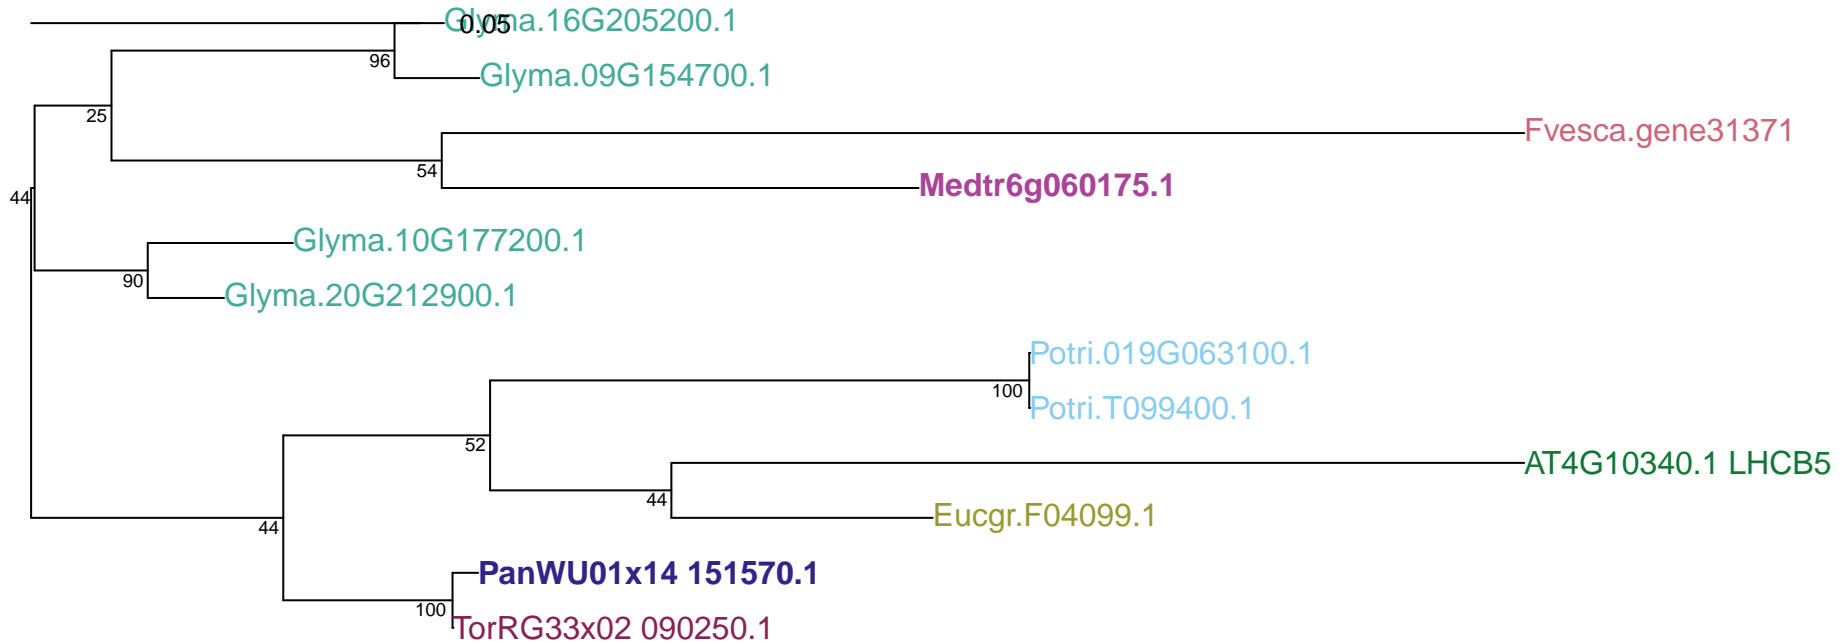 Glyma.16G205200.1
0.05
96
Glyma.09G154700.1
25
Fvesca.gene31371
54
Medtr6g060175.1
44
Glyma.10G177200.1
90
Glyma.20G212900.1
Potri.019G063100.1
100
Potri.T099400.1
52
AT4G10340.1 LHCB5
44
Eucgr.F04099.1
44
PanWU01x14 151570.1
100
TorRG33x02 090250.1